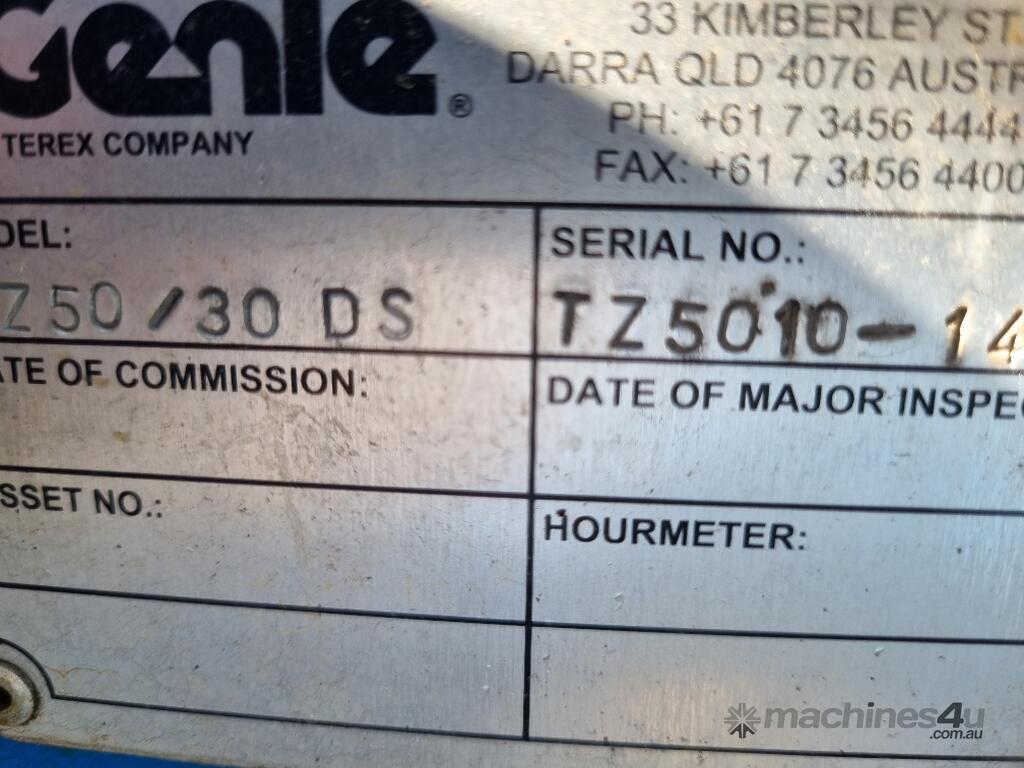 Genie®
TEREX COMPANY
33 KIMBERLEY ST.
DARRA QLD 4076 AUSTR
PH: +61 7 3456 4444
FAX: +61 7 3456 4400
ODEL:
Z50/30 DS
SERIAL NO.:
TZ5010-14
ATE OF COMMISSION:
DATE OF MAJOR INSPEC
SSET NO.:
HOURMETER:
machines4u
.com.au